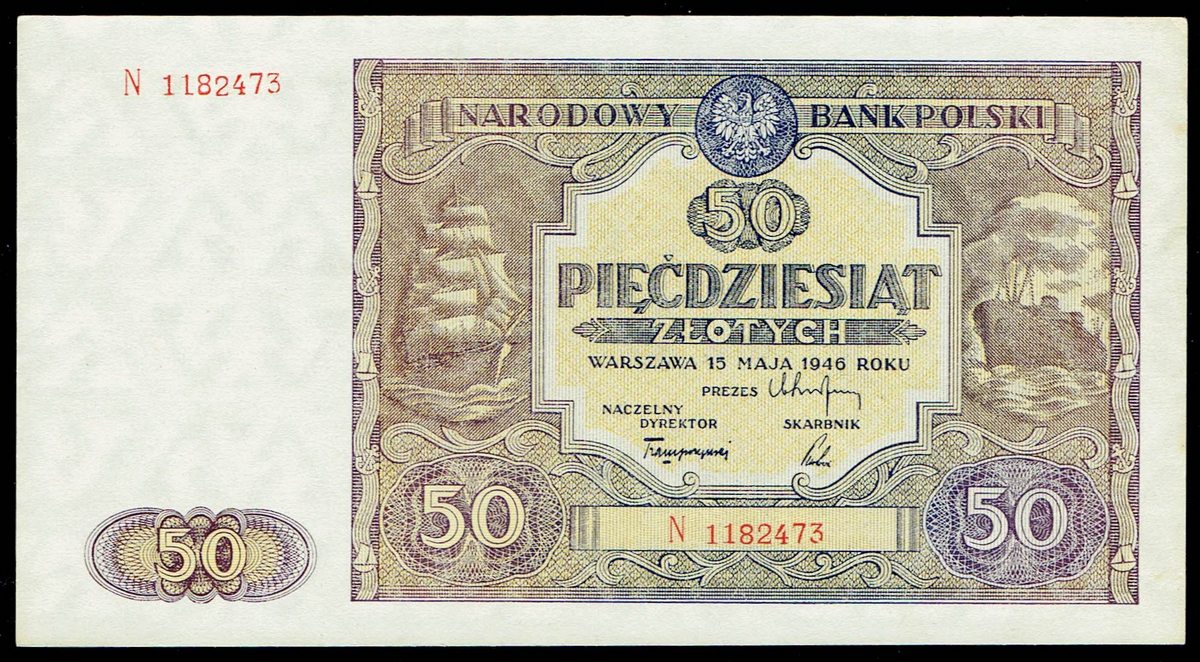 N 1182473
NARODOWY BANK POLSKI
50
PIĘĆDZIESIĄT
ZŁOTYCH
WARSZAWA 15 MAJA 1946 ROKU
PREZES
NACZELNY
DYREKTOR
SKARBNIK
50
50
50
N 1182473